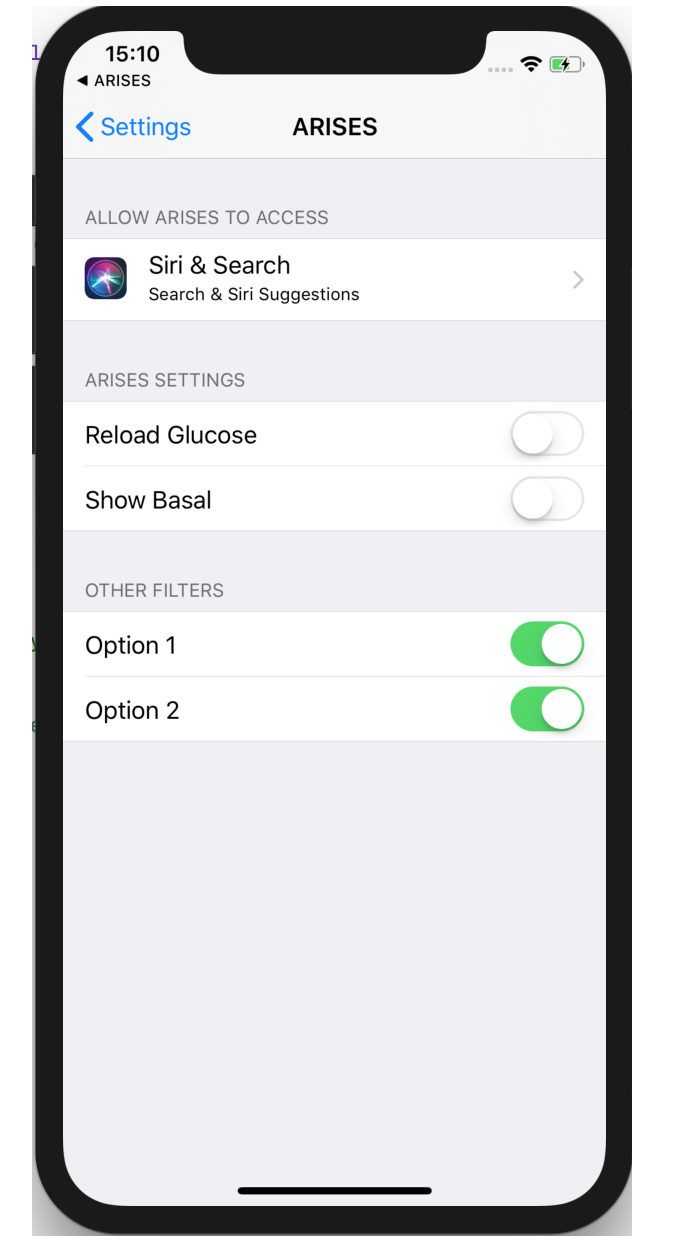 15:10
◀ ARISES
Settings
ARISES
ALLOW ARISES TO ACCESS
Siri & Search
Search & Siri Suggestions
ARISES SETTINGS
Reload Glucose
Show Basal
OTHER FILTERS
Option 1
Option 2